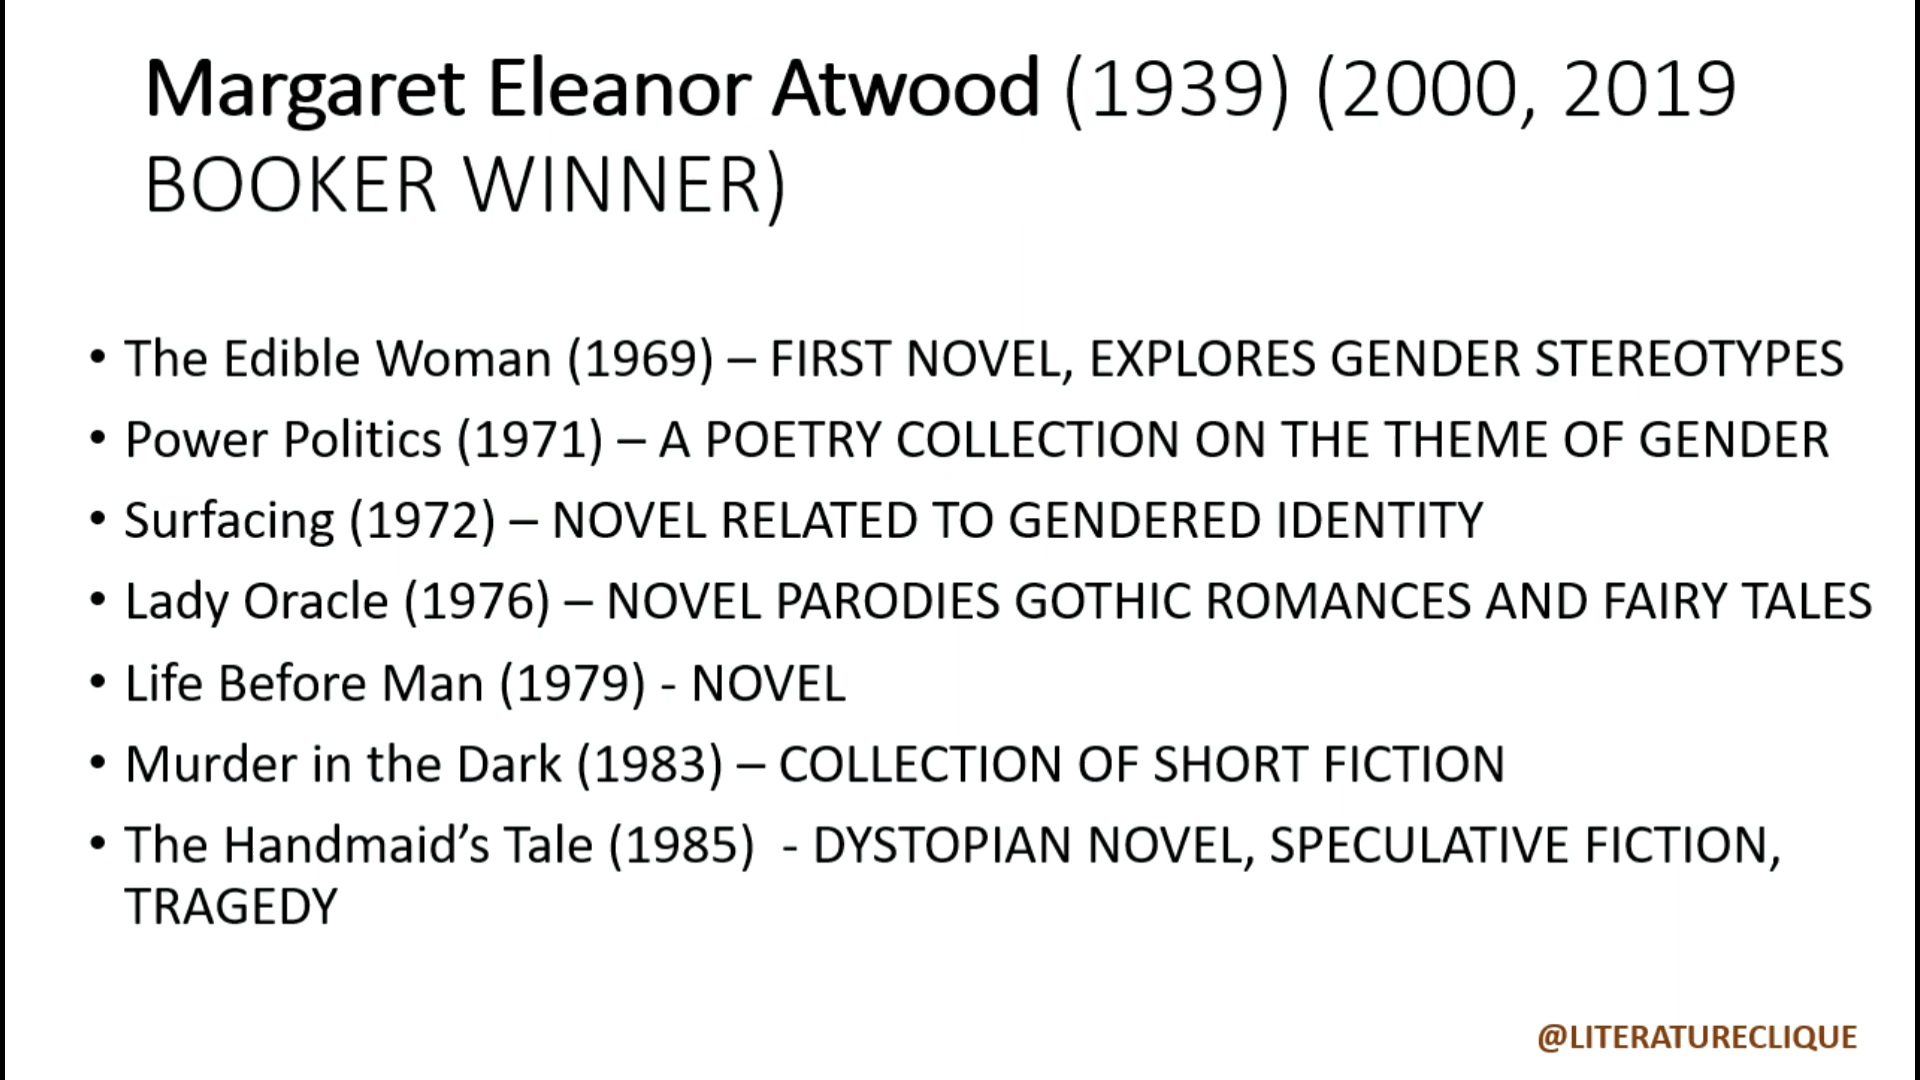 Margaret Eleanor Atwood (1939) (2000, 2019
BOOKER WINNER)
• The Edible Woman (1969) – FIRST NOVEL, EXPLORES GENDER STEREOTYPES
• Power Politics (1971) – A POETRY COLLECTION ON THE THEME OF GENDER
• Surfacing (1972) – NOVEL RELATED TO GENDERED IDENTITY
• Lady Oracle (1976) – NOVEL PARODIES GOTHIC ROMANCES AND FAIRY TALES
• Life Before Man (1979) - NOVEL
• Murder in the Dark (1983) – COLLECTION OF SHORT FICTION
• The Handmaid’s Tale (1985)  - DYSTOPIAN NOVEL, SPECULATIVE FICTION,
TRAGEDY
@LITERATURECLIQUE